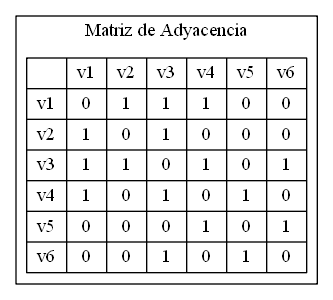 Matriz de Adyacencia
v1 v2 v3 v4 v5 v6
v1 0 1 1 1 0 0
v2 1 0 1 0 0 0
v3 1 1 0 1 0 1
v4 1 0 1 0 1 0
v5 0 0 0 1 0 1
v6 0 0 1 0 1 0